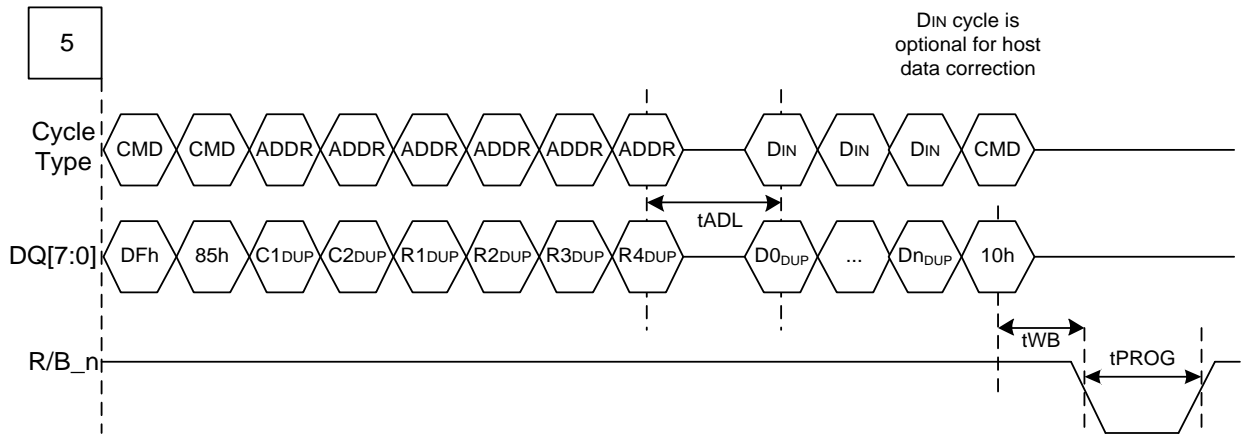 5
DIN cycle is
optional for host
data correction
Cycle
Type
CMD CMD ADDR ADDR ADDR ADDR ADDR ADDR DIN DIN DIN CMD
tADL
DQ[7:0]
DFh 85h C1DUP C2DUP R1DUP R2DUP R3DUP R4DUP D0DUP ... DnDUP 10h
tWB
tPROG
R/B_n